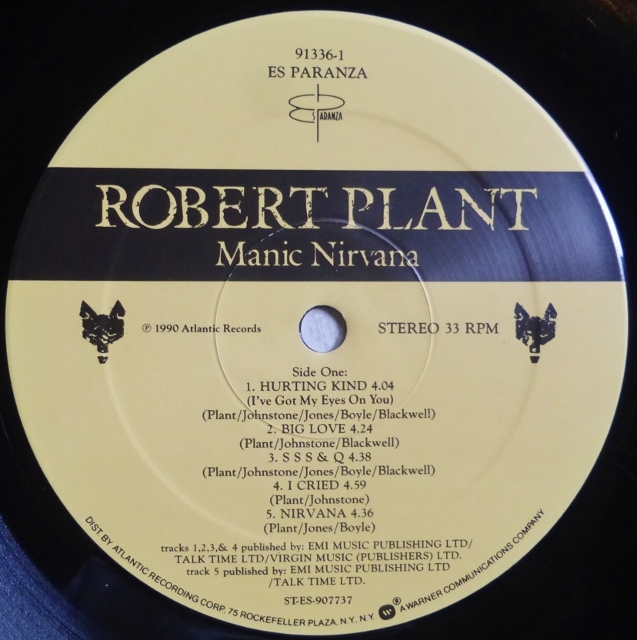 91336-1
ES PARANZA
ES PARANZA
ROBERT PLANT
Manic Nirvana
℗ 1990 Atlantic Records
STEREO 33 RPM
Side One:
1. HURTING KIND 4.04
(I've Got My Eyes On You)
(Plant/Johnstone/Jones/Boyle/Blackwell)
2. BIG LOVE 4.24
(Plant/Johnstone/Blackwell)
3. S S S & Q 4.38
(Plant/Johnstone/Jones/Boyle/Blackwell)
4. I CRIED 4.59
(Plant/Johnstone)
5. NIRVANA 4.36
(Plant/Jones/Boyle)
tracks 1,2,3,& 4 published by: EMI MUSIC PUBLISHING LTD/
TALK TIME LTD/VIRGIN MUSIC (PUBLISHERS) LTD.
track 5 published by: EMI MUSIC PUBLISHING LTD
/TALK TIME LTD.
ST-ES-907737
DIST BY ATLANTIC RECORDING CORP. 75 ROCKEFELLER PLAZA, N.Y. N.Y. ® A WARNER COMMUNICATIONS COMPANY